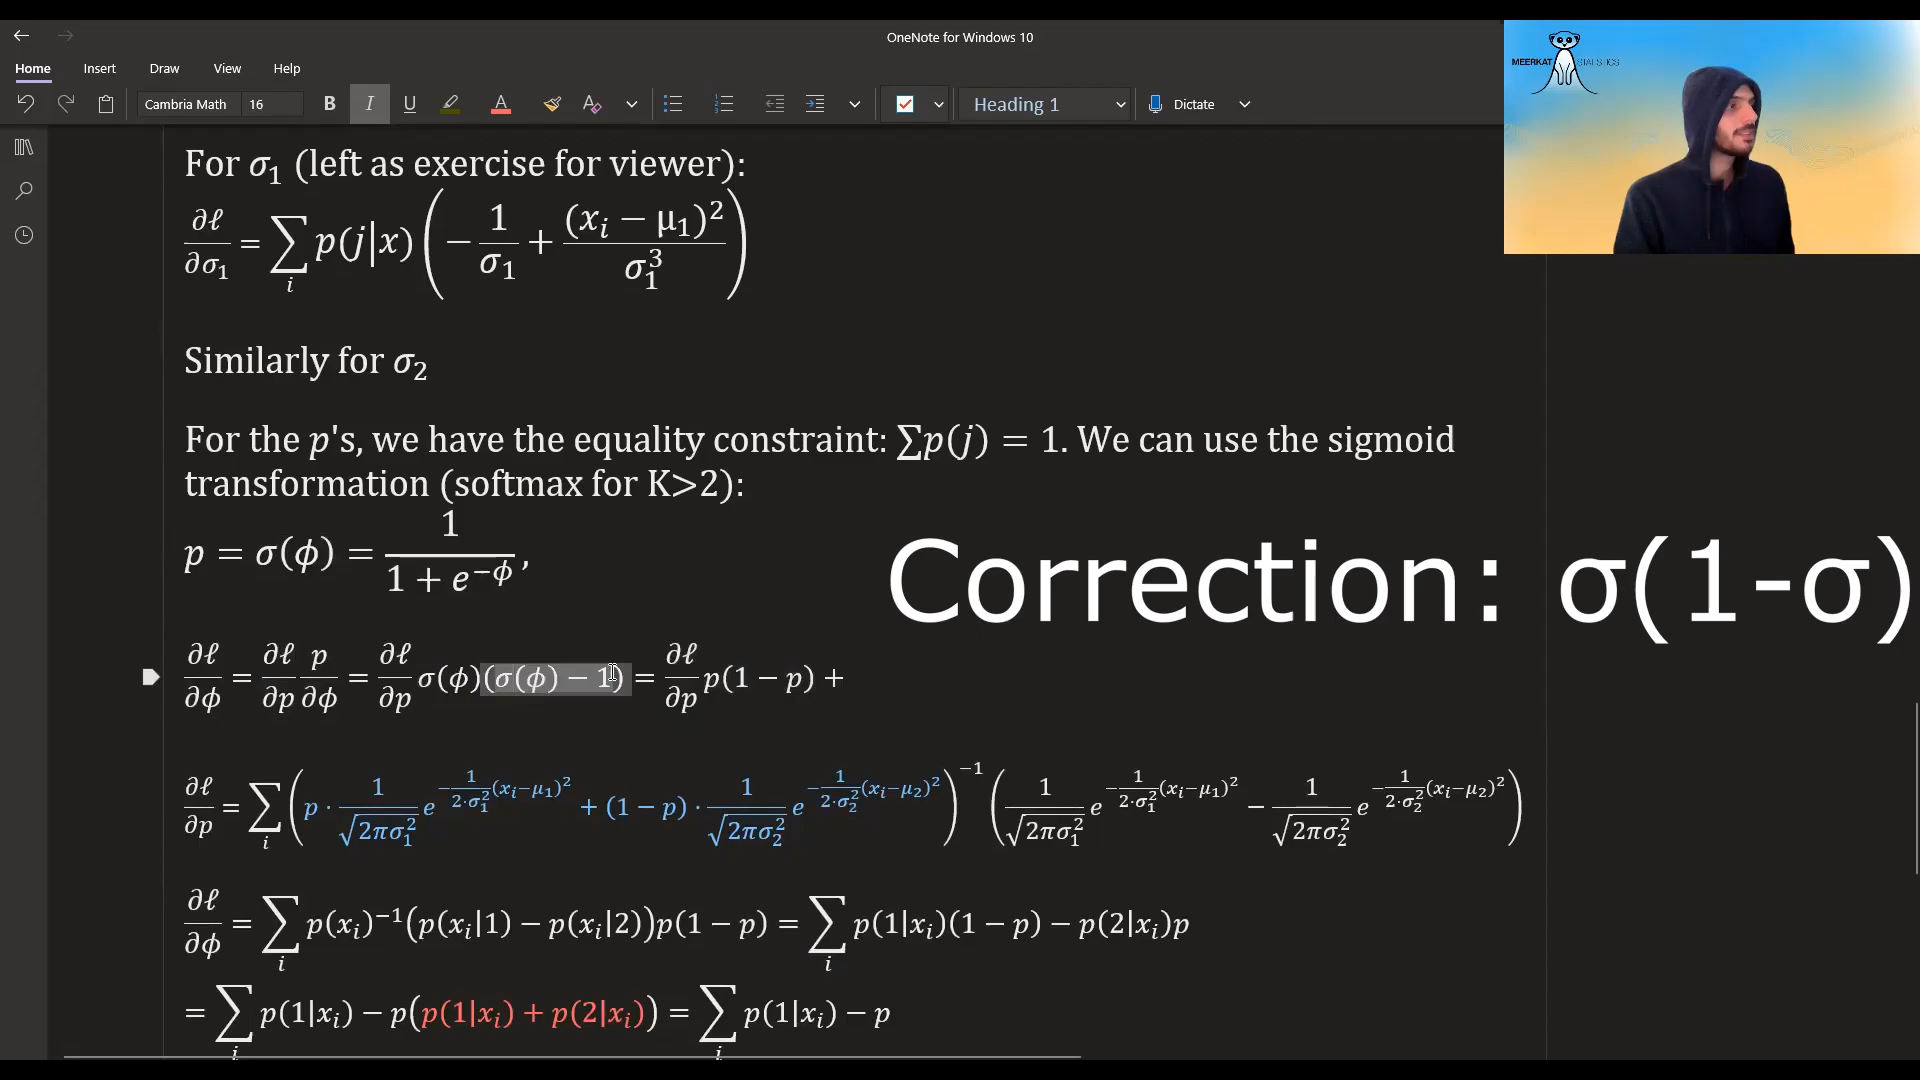 OneNote for Windows 10
Home Insert Draw View Help
Cambria Math 16 B I U A A Heading 1 Dictate
MEERKAT STATISTICS
For σ₁ (left as exercise for viewer):
∂ℓ/∂σ₁ = ∑ᵢ p(j|x) (− 1/σ₁ + (xᵢ − μ₁)²/σ₁³)
Similarly for σ₂
For the p's, we have the equality constraint: ∑p(j) = 1. We can use the sigmoid
transformation (softmax for K>2):
p = σ(ϕ) = 1/(1 + e^(−ϕ)),
Correction: σ(1-σ)
∂ℓ/∂ϕ = ∂ℓ/∂p p/∂ϕ = ∂ℓ/∂p σ(ϕ)(σ(ϕ) − 1) = ∂ℓ/∂p p(1 − p) +
∂ℓ/∂p = ∑ᵢ (p · 1/√(2πσ₁²) e^(−1/(2·σ₁²)(xᵢ−μ₁)²) + (1 − p) · 1/√(2πσ₂²) e^(−1/(2·σ₂²)(xᵢ−μ₂)²))⁻¹ (1/√(2πσ₁²) e^(−1/(2·σ₁²)(xᵢ−μ₁)²) − 1/√(2πσ₂²) e^(−1/(2·σ₂²)(xᵢ−μ₂)²))
∂ℓ/∂ϕ = ∑ᵢ p(xᵢ)⁻¹(p(xᵢ|1) − p(xᵢ|2))p(1 − p) = ∑ᵢ p(1|xᵢ)(1 − p) − p(2|xᵢ)p
= ∑ᵢ p(1|xᵢ) − p(p(1|xᵢ) + p(2|xᵢ)) = ∑ᵢ p(1|xᵢ) − p